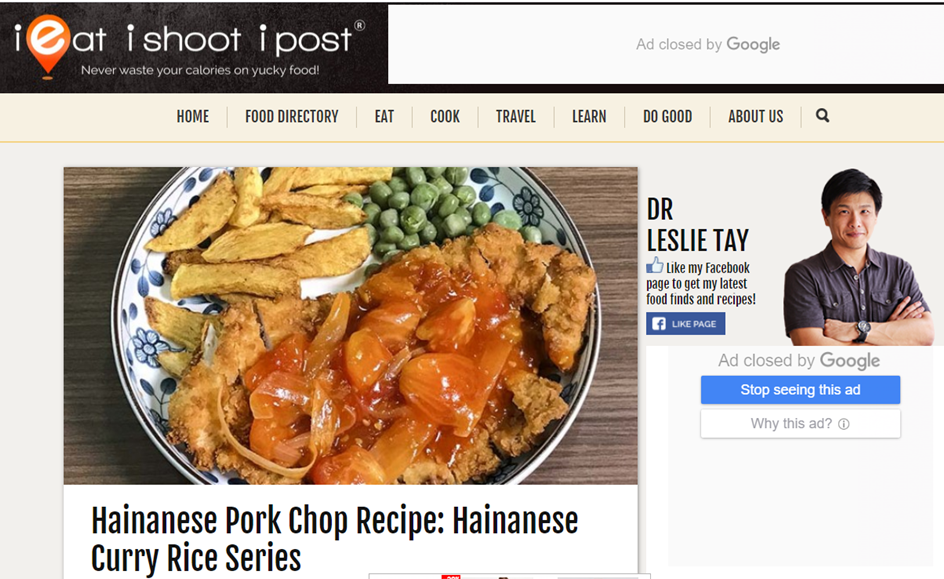 i eat i shoot i post®
Never waste your calories on yucky food!
Ad closed by Google
HOME
FOOD DIRECTORY
EAT
COOK
TRAVEL
LEARN
DO GOOD
ABOUT US
DR
LESLIE TAY
Like my Facebook
page to get my latest
food finds and recipes!
LIKE PAGE
Ad closed by Google
Stop seeing this ad
Why this ad?
Hainanese Pork Chop Recipe: Hainanese
Curry Rice Series